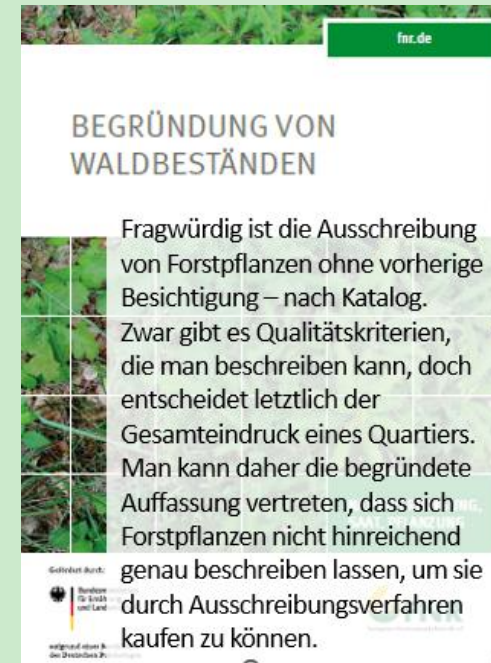 fnr.de
BEGRÜNDUNG VON
WALDBESTÄNDEN
Fragwürdig ist die Ausschreibung
von Forstpflanzen ohne vorherige
Besichtigung – nach Katalog.
Zwar gibt es Qualitätskriterien,
die man beschreiben kann, doch
entscheidet letztlich der
Gesamteindruck eines Quartiers.
Man kann daher die begründete
Auffassung vertreten, dass sich
Forstpflanzen nicht hinreichend
genau beschreiben lassen, um sie
durch Ausschreibungsverfahren
kaufen zu können.
SAAT, PFLANZUNG
Gefördert durch: